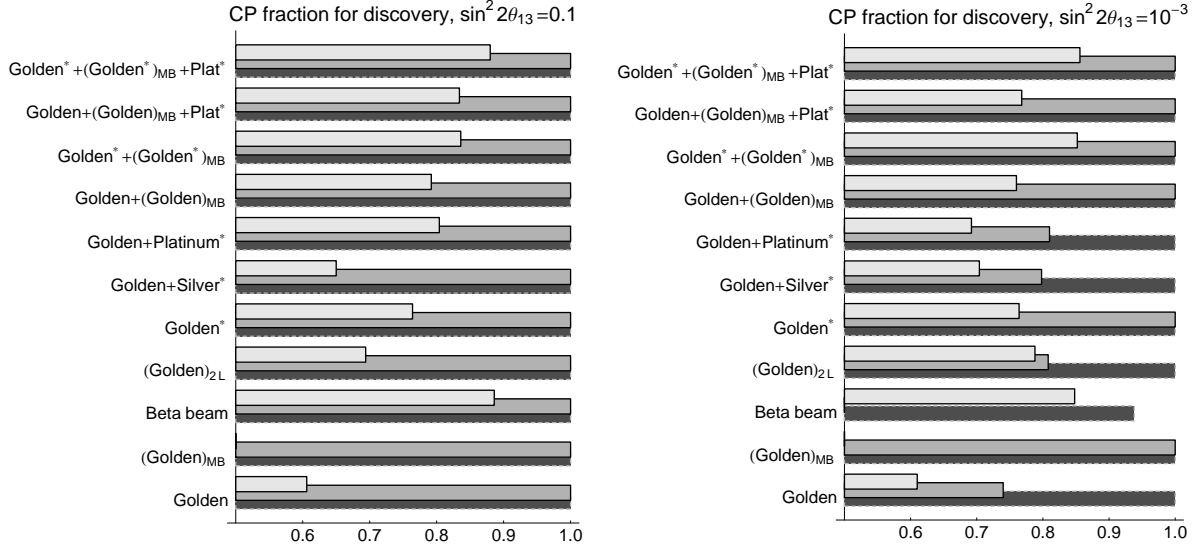 CP fraction for discovery, sin² 2θ₁₃=0.1
Golden* +(Golden*)MB +Plat*
Golden+(Golden)MB +Plat*
Golden* +(Golden*)MB
Golden+(Golden)MB
Golden+Platinum*
Golden+Silver*
Golden*
(Golden)2L
Beta beam
(Golden)MB
Golden
0.6 0.7 0.8 0.9 1.0
CP fraction for discovery, sin² 2θ₁₃=10⁻³
Golden* +(Golden*)MB +Plat*
Golden+(Golden)MB +Plat*
Golden* +(Golden*)MB
Golden+(Golden)MB
Golden+Platinum*
Golden+Silver*
Golden*
(Golden)2L
Beta beam
(Golden)MB
Golden
0.6 0.7 0.8 0.9 1.0